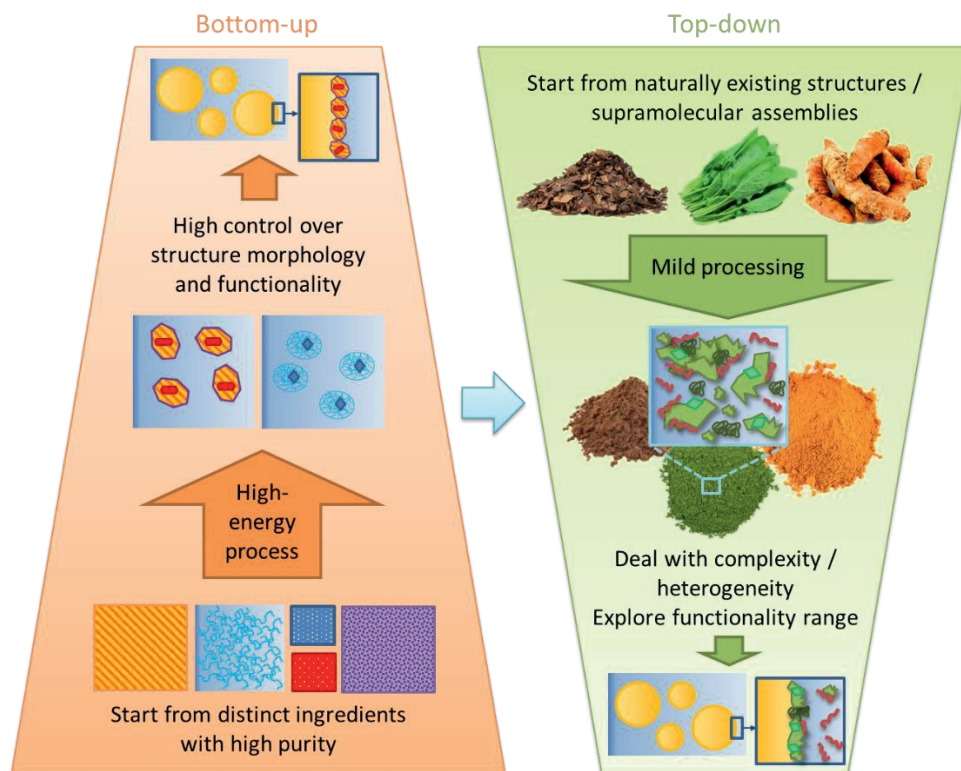 Bottom-up
High control over
structure morphology
and functionality
High-
energy
process
Start from distinct ingredients
with high purity
Top-down
Start from naturally existing structures /
supramolecular assemblies
Mild processing
Deal with complexity /
heterogeneity
Explore functionality range